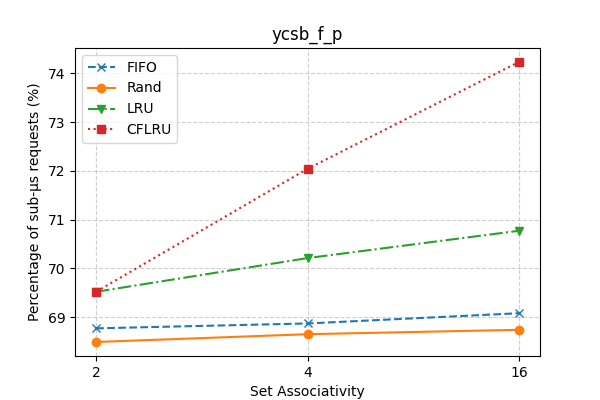 ycsb_f_p
FIFO
Rand
LRU
CFLRU
Percentage of sub-μs requests (%)
74
73
72
71
70
69
2
4
16
Set Associativity